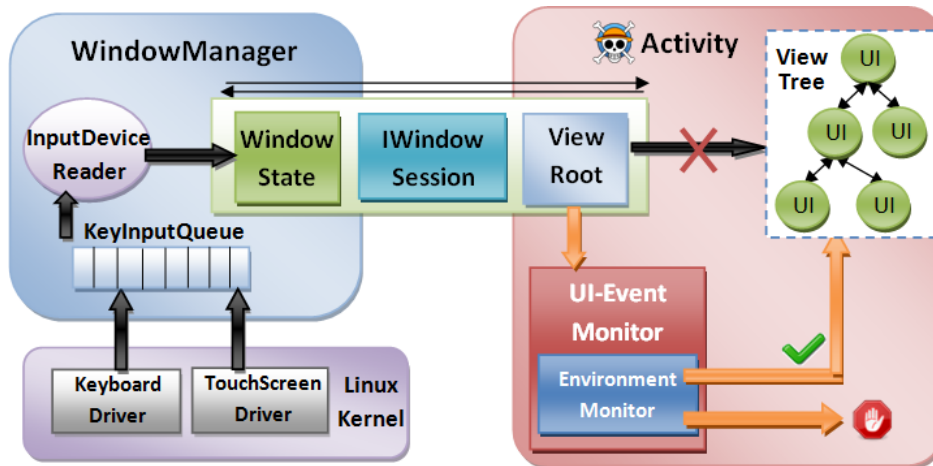 WindowManager
InputDevice
Reader
KeyInputQueue
Window
State
IWindow
Session
View
Root
Keyboard
Driver
TouchScreen
Driver
Linux
Kernel
Activity
View
Tree
UI
UI
UI
UI
UI
UI-Event
Monitor
Environment
Monitor